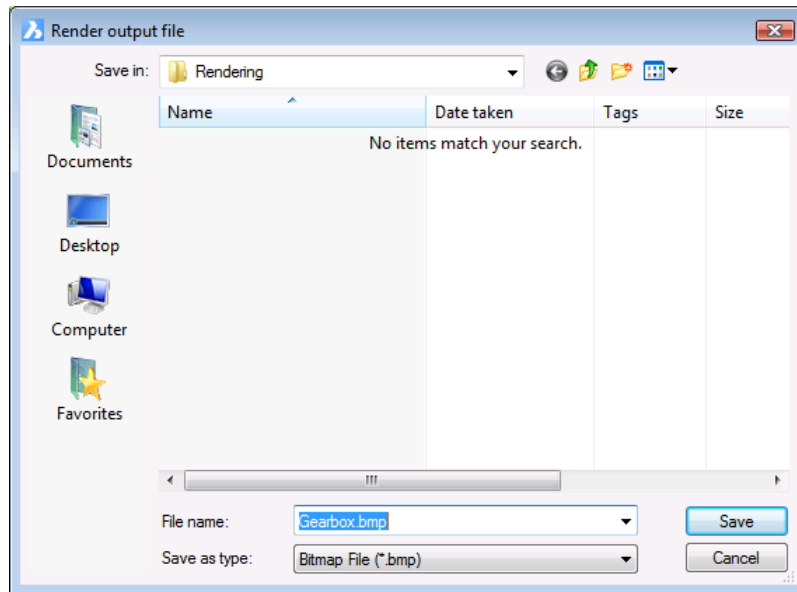 Render output file
Save in: Rendering
Name Date taken Tags Size
No items match your search.
Documents
Desktop
Computer
Favorites
File name: Gearbox.bmp Save
Save as type: Bitmap File (*.bmp) Cancel